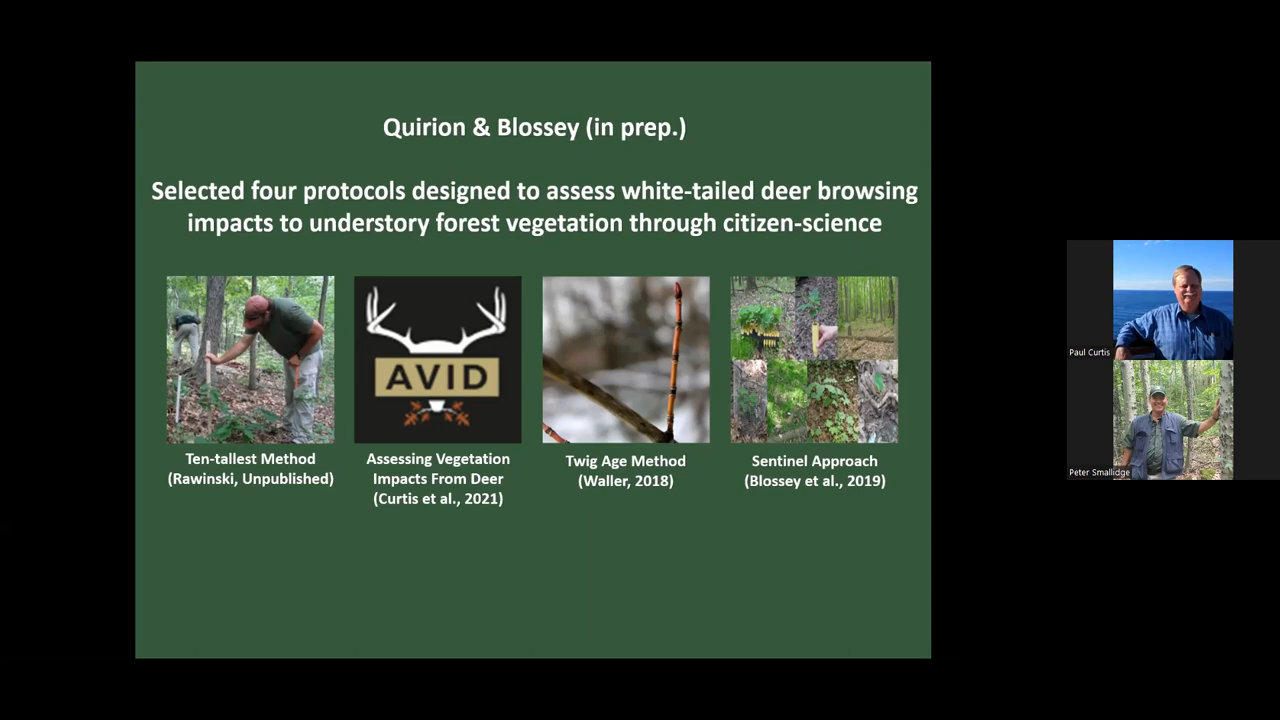 Quirion & Blossey (in prep.)
Selected four protocols designed to assess white-tailed deer browsing
impacts to understory forest vegetation through citizen-science
AVID
Ten-tallest Method
(Rawinski, Unpublished)
Assessing Vegetation
Impacts From Deer
(Curtis et al., 2021)
Twig Age Method
(Waller, 2018)
Sentinel Approach
(Blossey et al., 2019)
Paul Curtis
Peter Smallidge